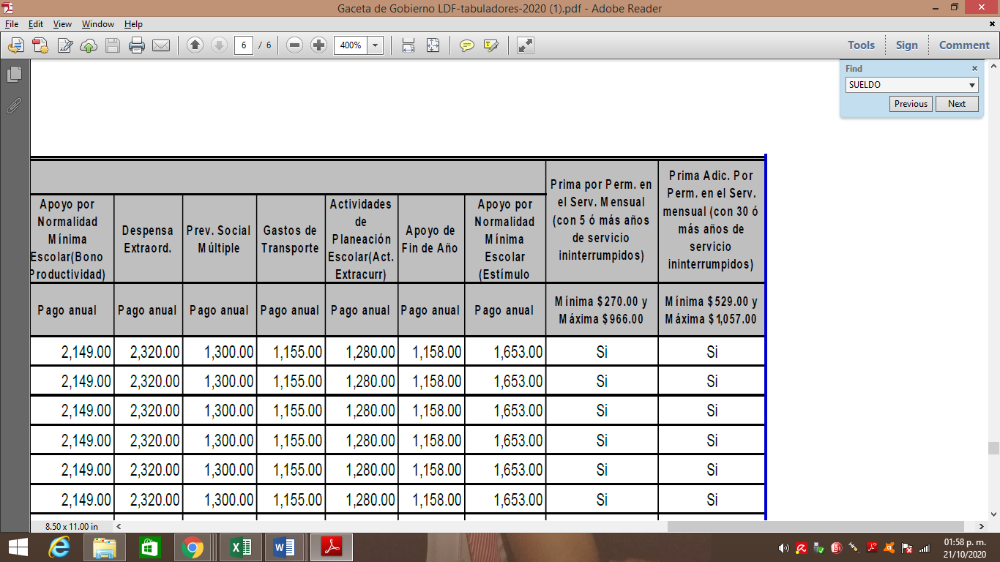 Gaceta de Gobierno LDF-tabuladores-2020 (1).pdf - Adobe Reader
File Edit View Window Help
6 / 6 400% Tools Sign Comment
Find
SUELDO
Previous Next
Apoyo por
Normalidad
Mínima
Escolar(Bono
Productividad)
Despensa
Extraord.
Prev. Social
Múltiple
Gastos de
Transporte
Actividades
de
Planeación
Escolar(Act.
Extracurr)
Apoyo de
Fin de Año
Apoyo por
Normalidad
Mínima
Escolar
(Estímulo
Prima por Perm. en
el Serv. Mensual
(con 5 ó más años
de servicio
ininterrumpidos)
Prima Adic. Por
Perm. en el Serv.
mensual (con 30 ó
más años de
servicio
ininterrumpidos)
Pago anual Pago anual Pago anual Pago anual Pago anual Pago anual Pago anual
Mínima $270.00 y
Máxima $966.00
Mínima $529.00 y
Máxima $1,057.00
2,149.00 2,320.00 1,300.00 1,155.00 1,280.00 1,158.00 1,653.00 Si Si
2,149.00 2,320.00 1,300.00 1,155.00 1,280.00 1,158.00 1,653.00 Si Si
2,149.00 2,320.00 1,300.00 1,155.00 1,280.00 1,158.00 1,653.00 Si Si
2,149.00 2,320.00 1,300.00 1,155.00 1,280.00 1,158.00 1,653.00 Si Si
2,149.00 2,320.00 1,300.00 1,155.00 1,280.00 1,158.00 1,653.00 Si Si
2,149.00 2,320.00 1,300.00 1,155.00 1,280.00 1,158.00 1,653.00 Si Si
8.50 x 11.00 in
01:58 p. m.
21/10/2020